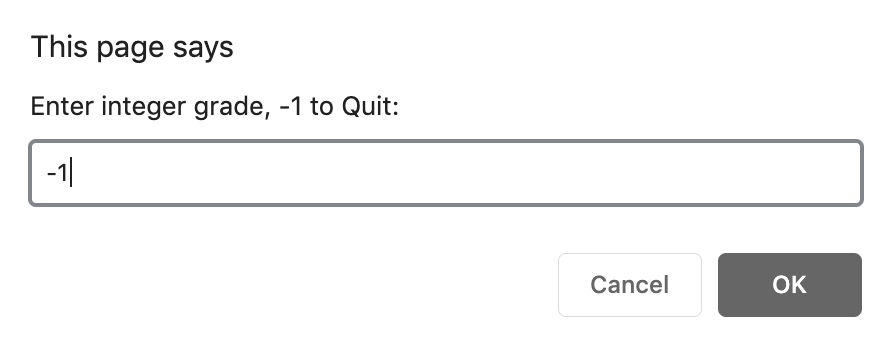 This page says
Enter integer grade, -1 to Quit:
-1
Cancel OK